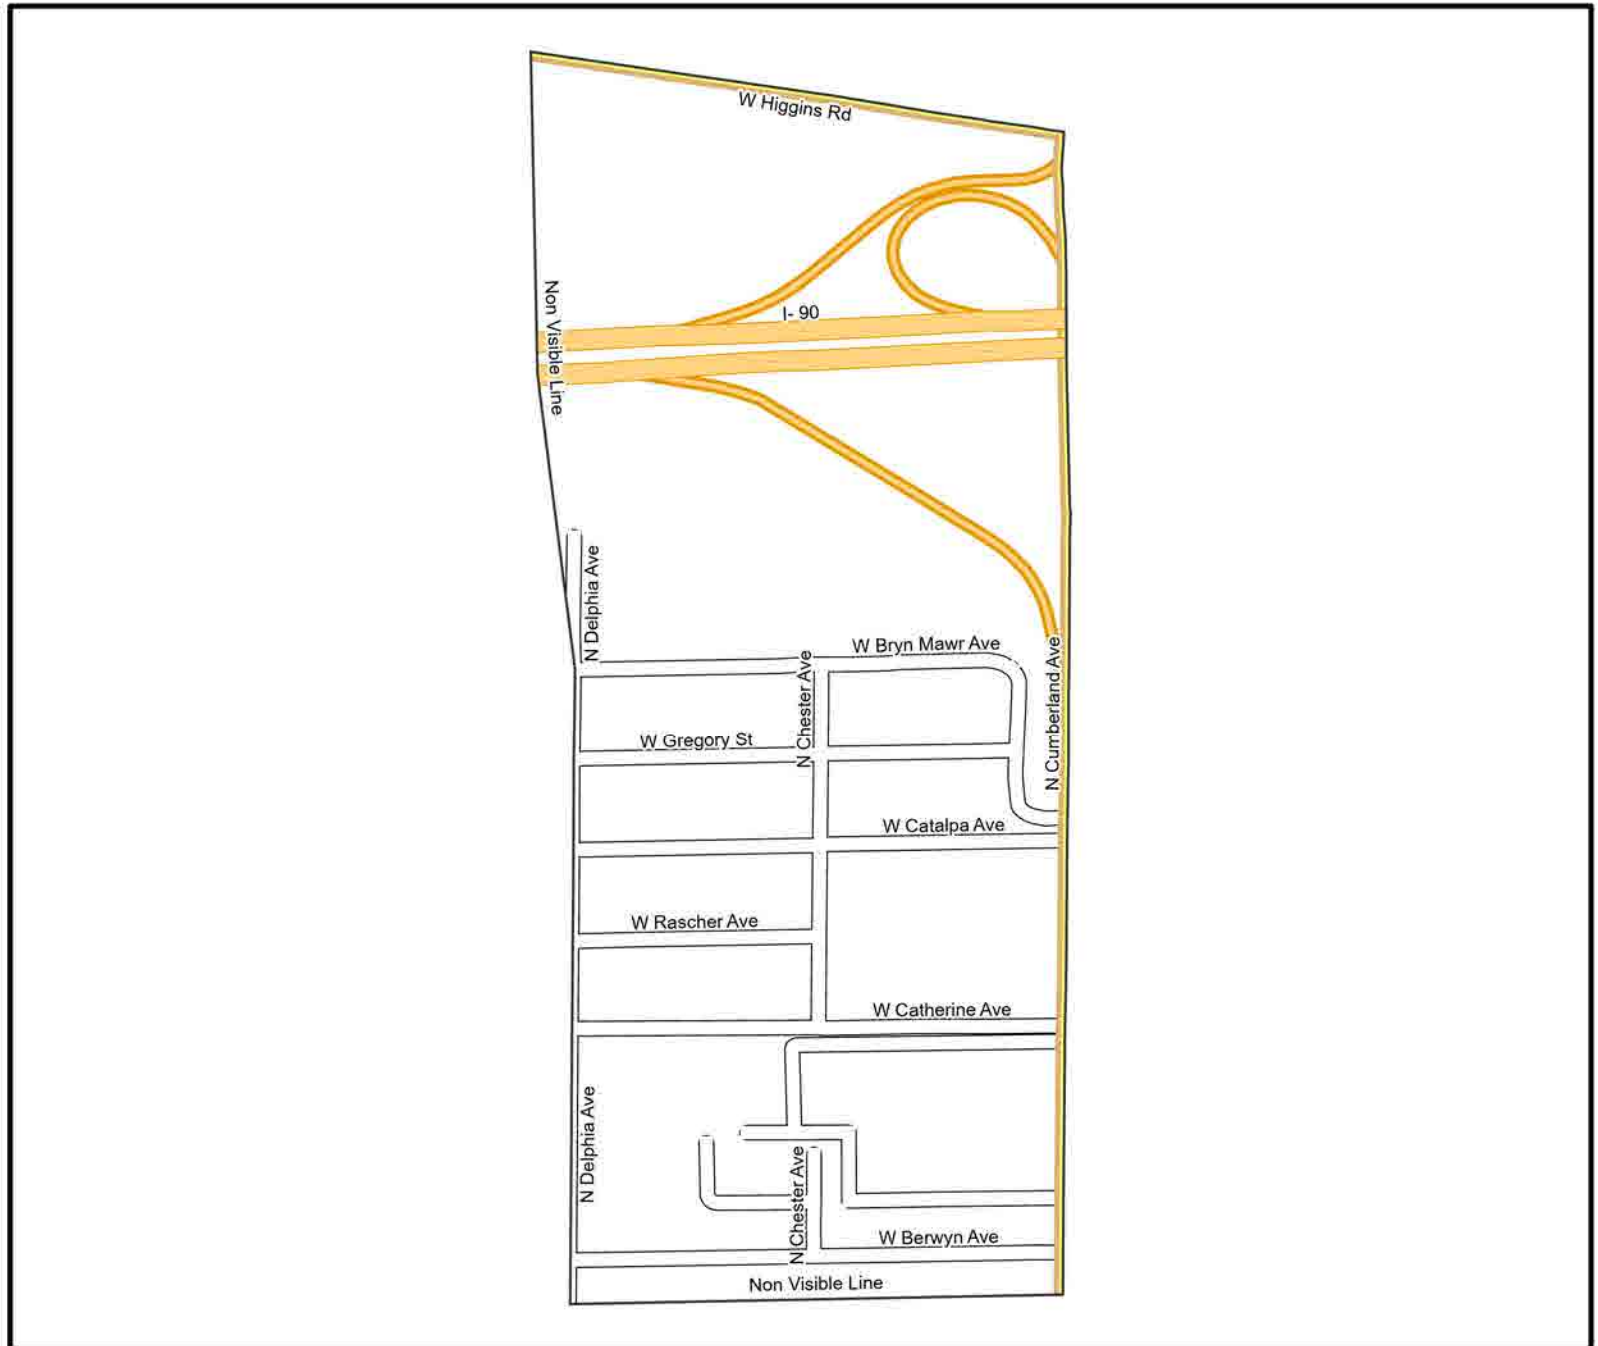 W Higgins Rd
Non Visible Line
I- 90
N Delphia Ave
W Bryn Mawr Ave
N Chester Ave
N Cumberland Ave
W Gregory St
W Catalpa Ave
W Rascher Ave
W Catherine Ave
N Delphia Ave
N Chester Ave
W Berwyn Ave
Non Visible Line